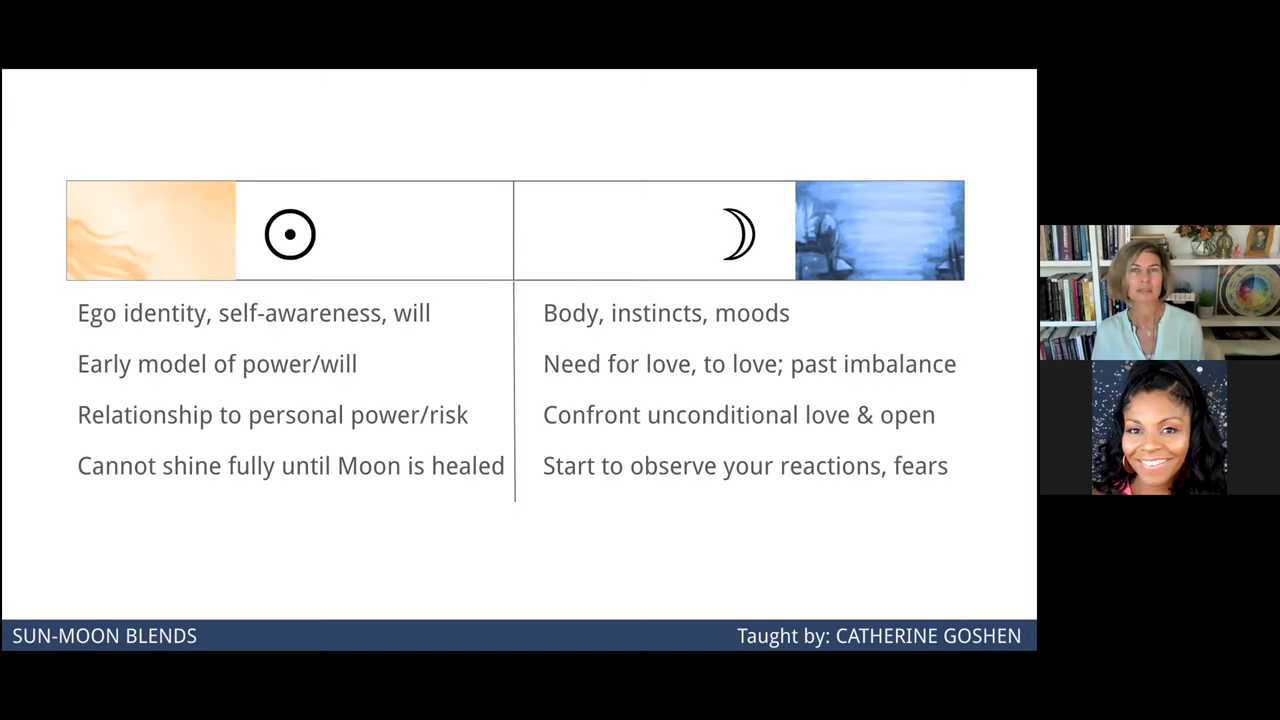 Ego identity, self-awareness, will
Early model of power/will
Relationship to personal power/risk
Cannot shine fully until Moon is healed
Body, instincts, moods
Need for love, to love; past imbalance
Confront unconditional love & open
Start to observe your reactions, fears
SUN-MOON BLENDS
Taught by: CATHERINE GOSHEN